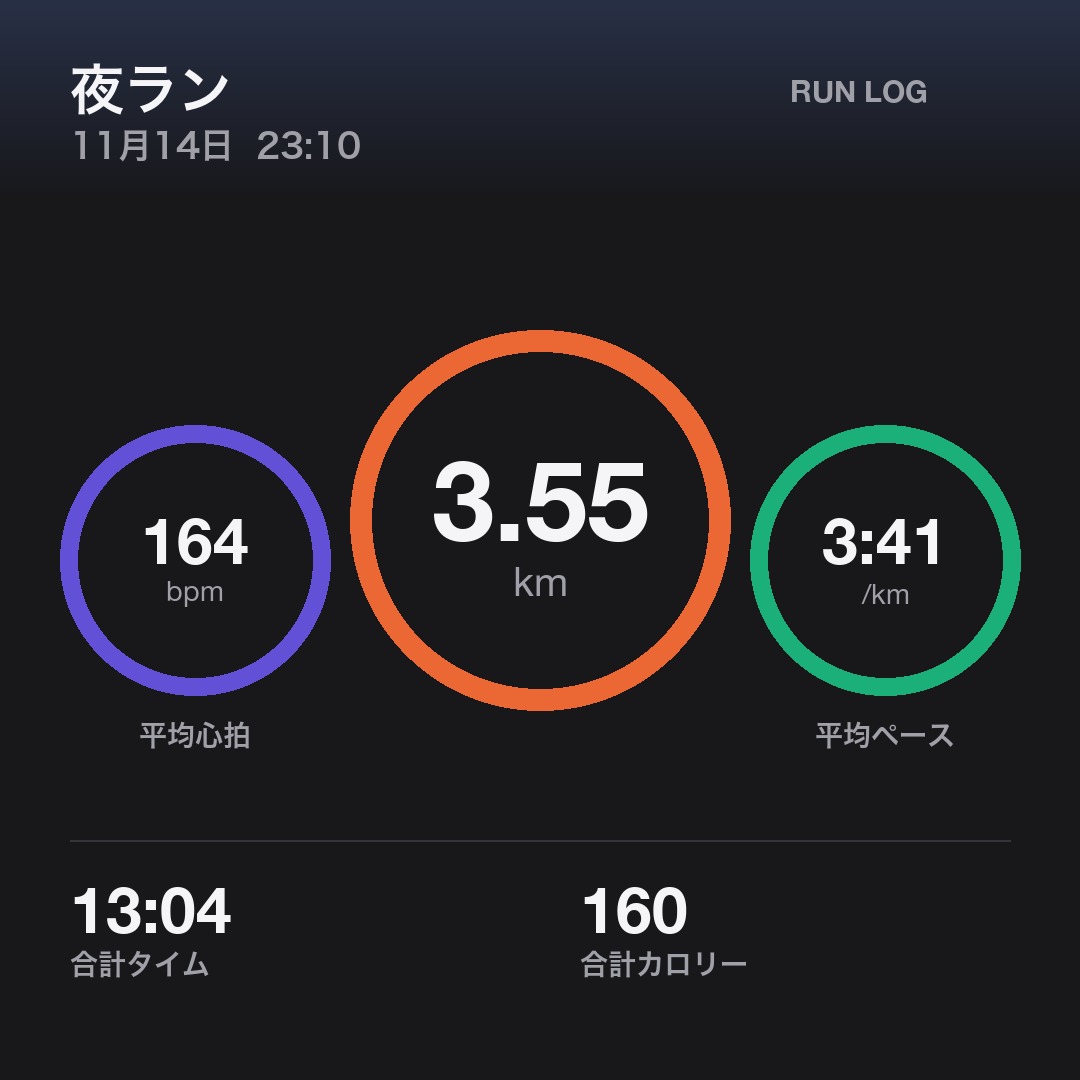 夜ラン
RUN LOG
11月14日 23:10
164
bpm
平均心拍
3.55
km
3:41
/km
平均ペース
13:04
合計タイム
160
合計カロリー